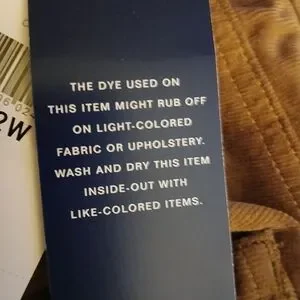 THE DYE USED ON
THIS ITEM MIGHT RUB OFF
ON LIGHT-COLORED
FABRIC OR UPHOLSTERY.
WASH AND DRY THIS ITEM
INSIDE-OUT WITH
LIKE-COLORED ITEMS.